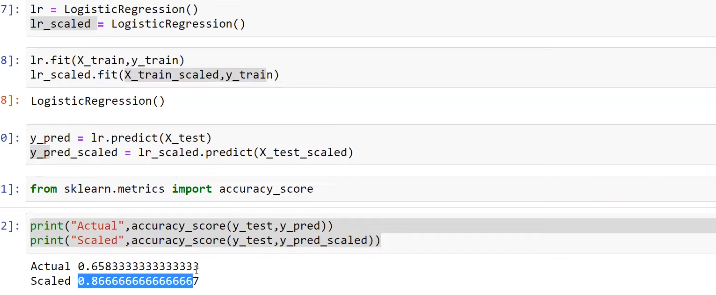 7]: lr = LogisticRegression()
lr_scaled = LogisticRegression()
8]: lr.fit(X_train,y_train)
lr_scaled.fit(X_train_scaled,y_train)
8]: LogisticRegression()
0]: y_pred = lr.predict(X_test)
y_pred_scaled = lr_scaled.predict(X_test_scaled)
1]: from sklearn.metrics import accuracy_score
2]: print("Actual",accuracy_score(y_test,y_pred))
print("Scaled",accuracy_score(y_test,y_pred_scaled))
Actual 0.6583333333333333
Scaled 0.8666666666666667